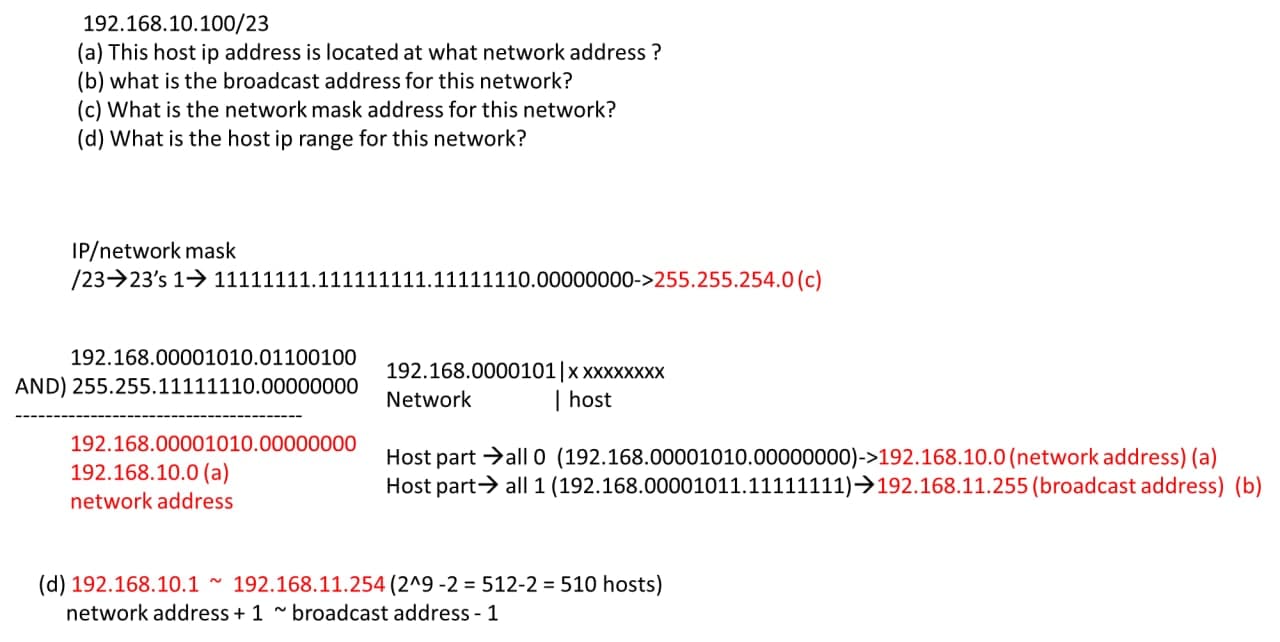 192.168.10.100/23
(a) This host ip address is located at what network address ?
(b) what is the broadcast address for this network?
(c) What is the network mask address for this network?
(d) What is the host ip range for this network?
IP/network mask
/23→23’s 1→ 11111111.111111111.11111110.00000000->255.255.254.0 (c)
192.168.00001010.01100100
AND) 255.255.11111110.00000000
-----------------------------------------
192.168.00001010.00000000
192.168.10.0 (a)
network address
192.168.0000101|x xxxxxxxx
Network | host
Host part →all 0 (192.168.00001010.00000000)->192.168.10.0 (network address) (a)
Host part→ all 1 (192.168.00001011.11111111)→192.168.11.255 (broadcast address) (b)
(d) 192.168.10.1 ~ 192.168.11.254 (2^9 -2 = 512-2 = 510 hosts)
network address + 1 ~ broadcast address - 1